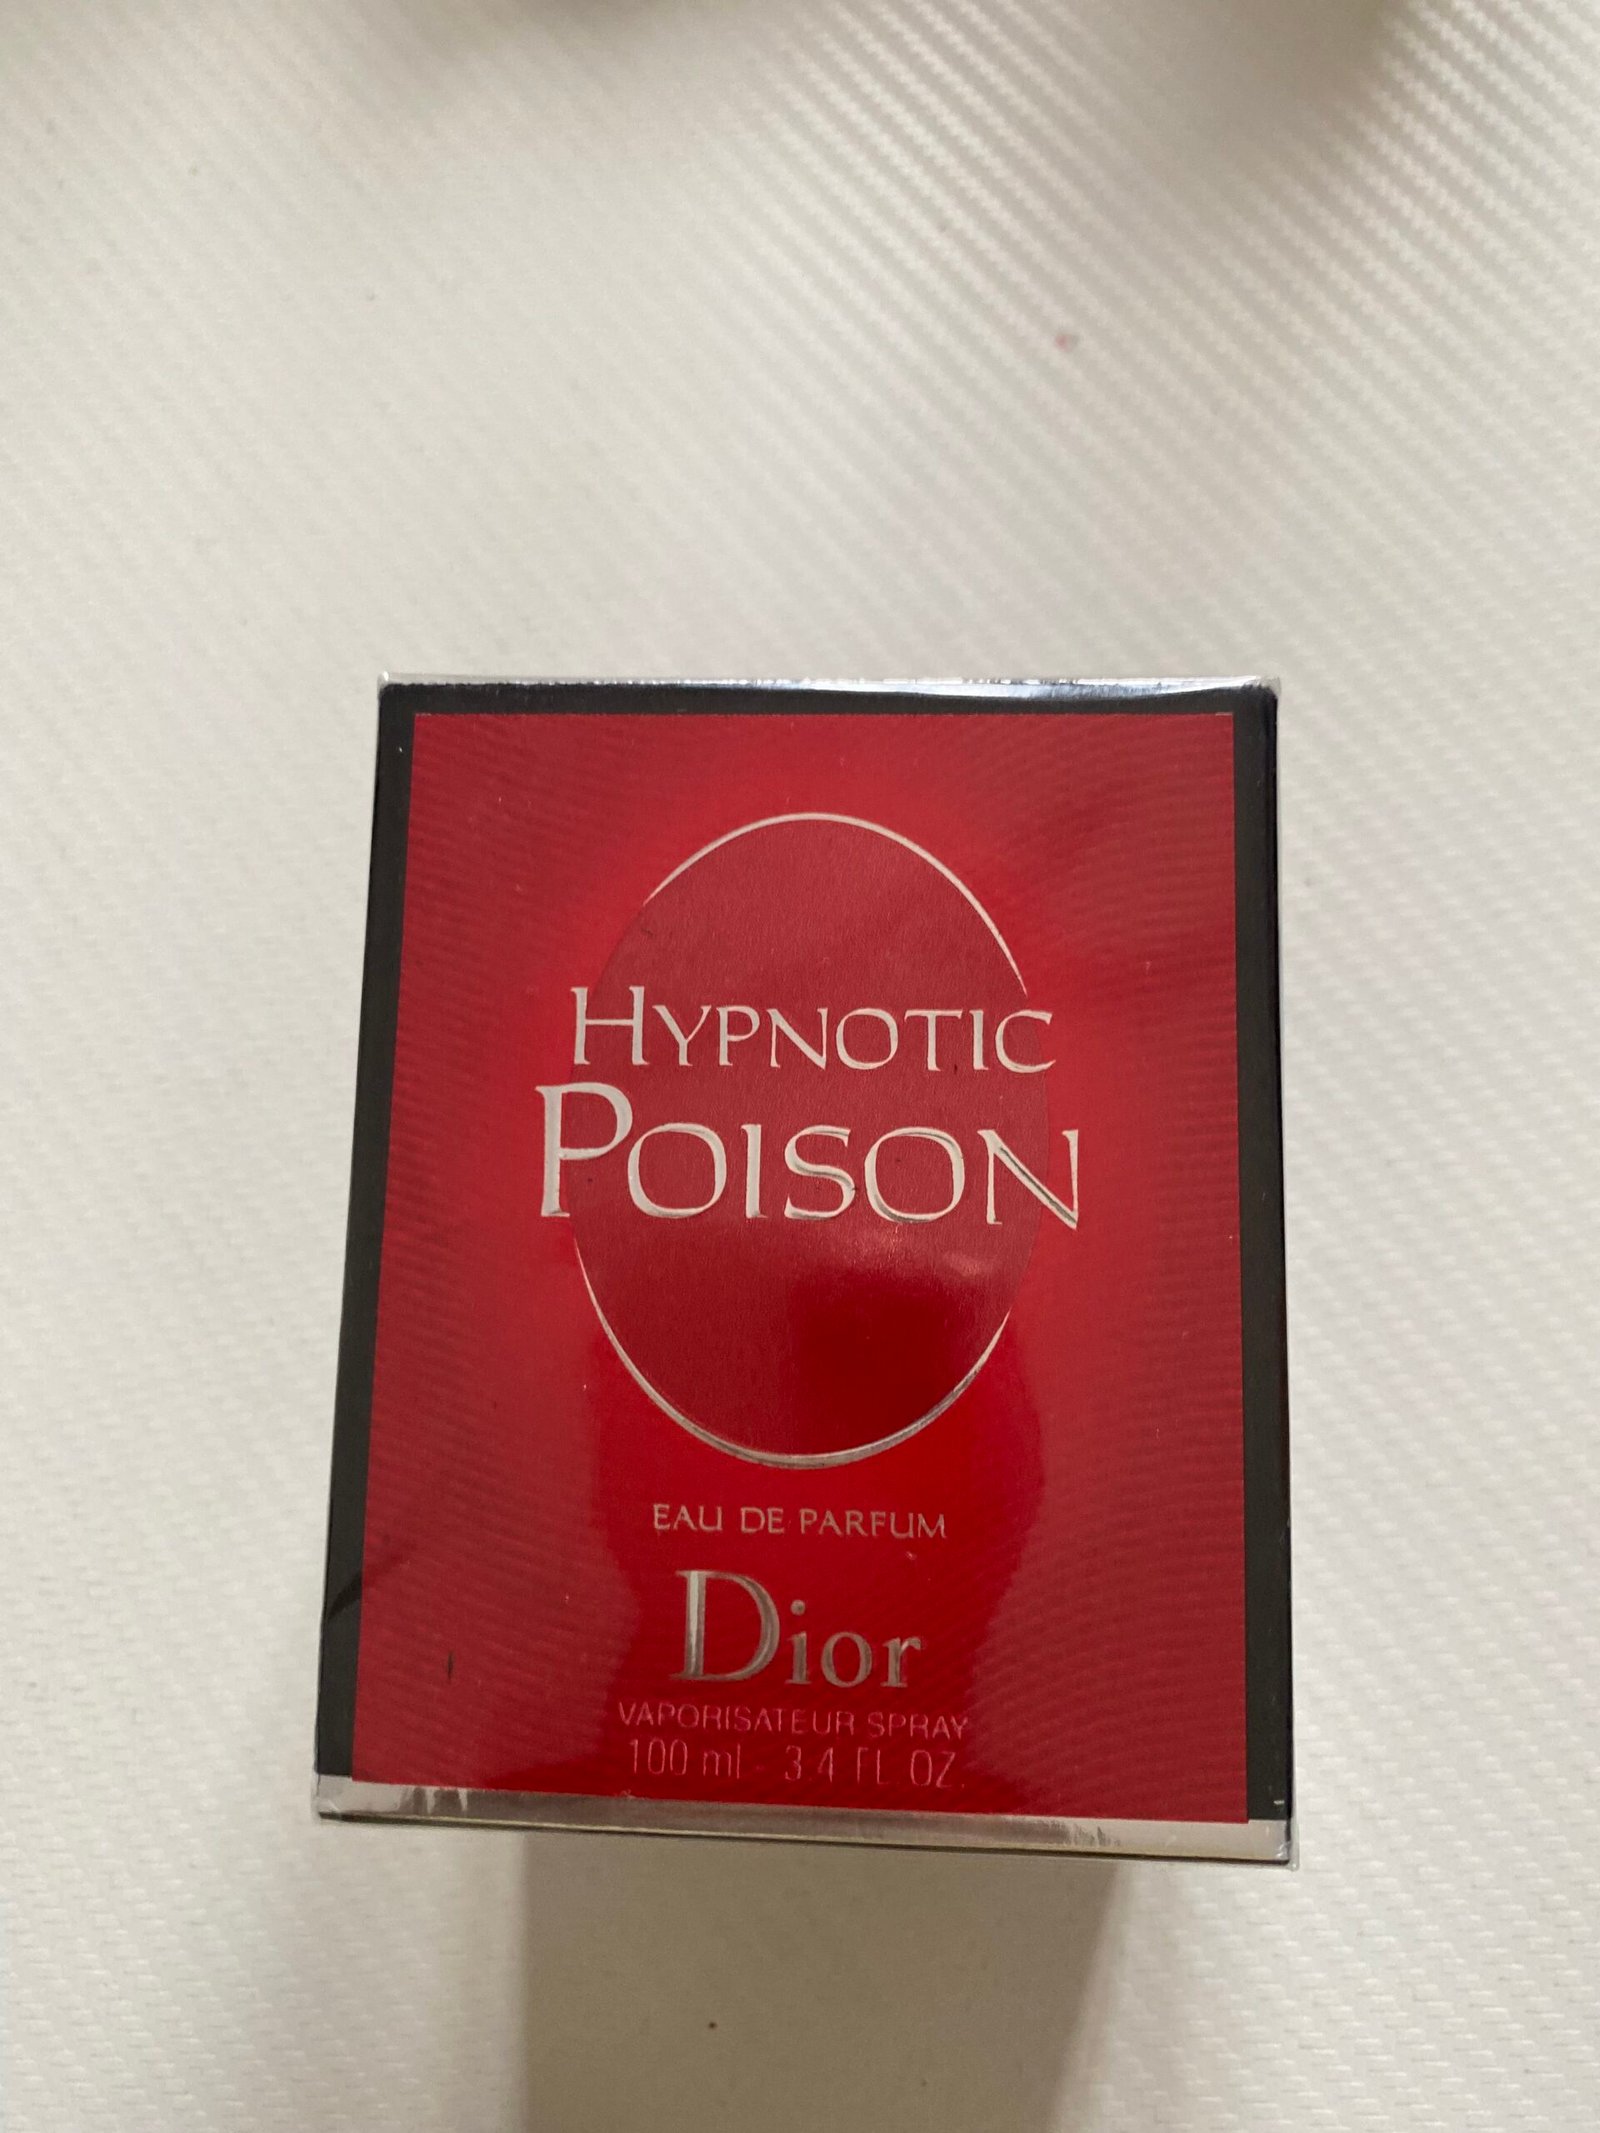 HYPNOTIC
POISON
EAU DE PARFUM
Dior
VAPORISATEUR SPRAY
100 ml - 3.4 FL. OZ.